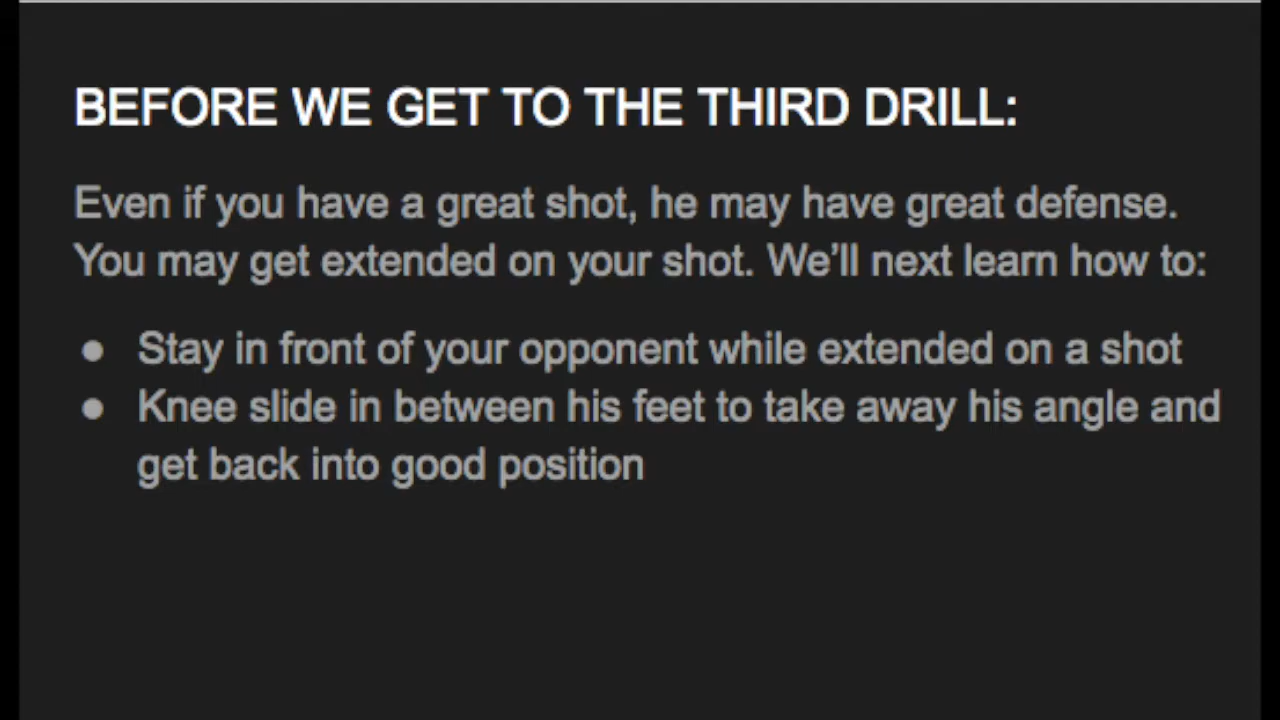 BEFORE WE GET TO THE THIRD DRILL:
Even if you have a great shot, he may have great defense.
You may get extended on your shot. We’ll next learn how to:
● Stay in front of your opponent while extended on a shot
● Knee slide in between his feet to take away his angle and
get back into good position